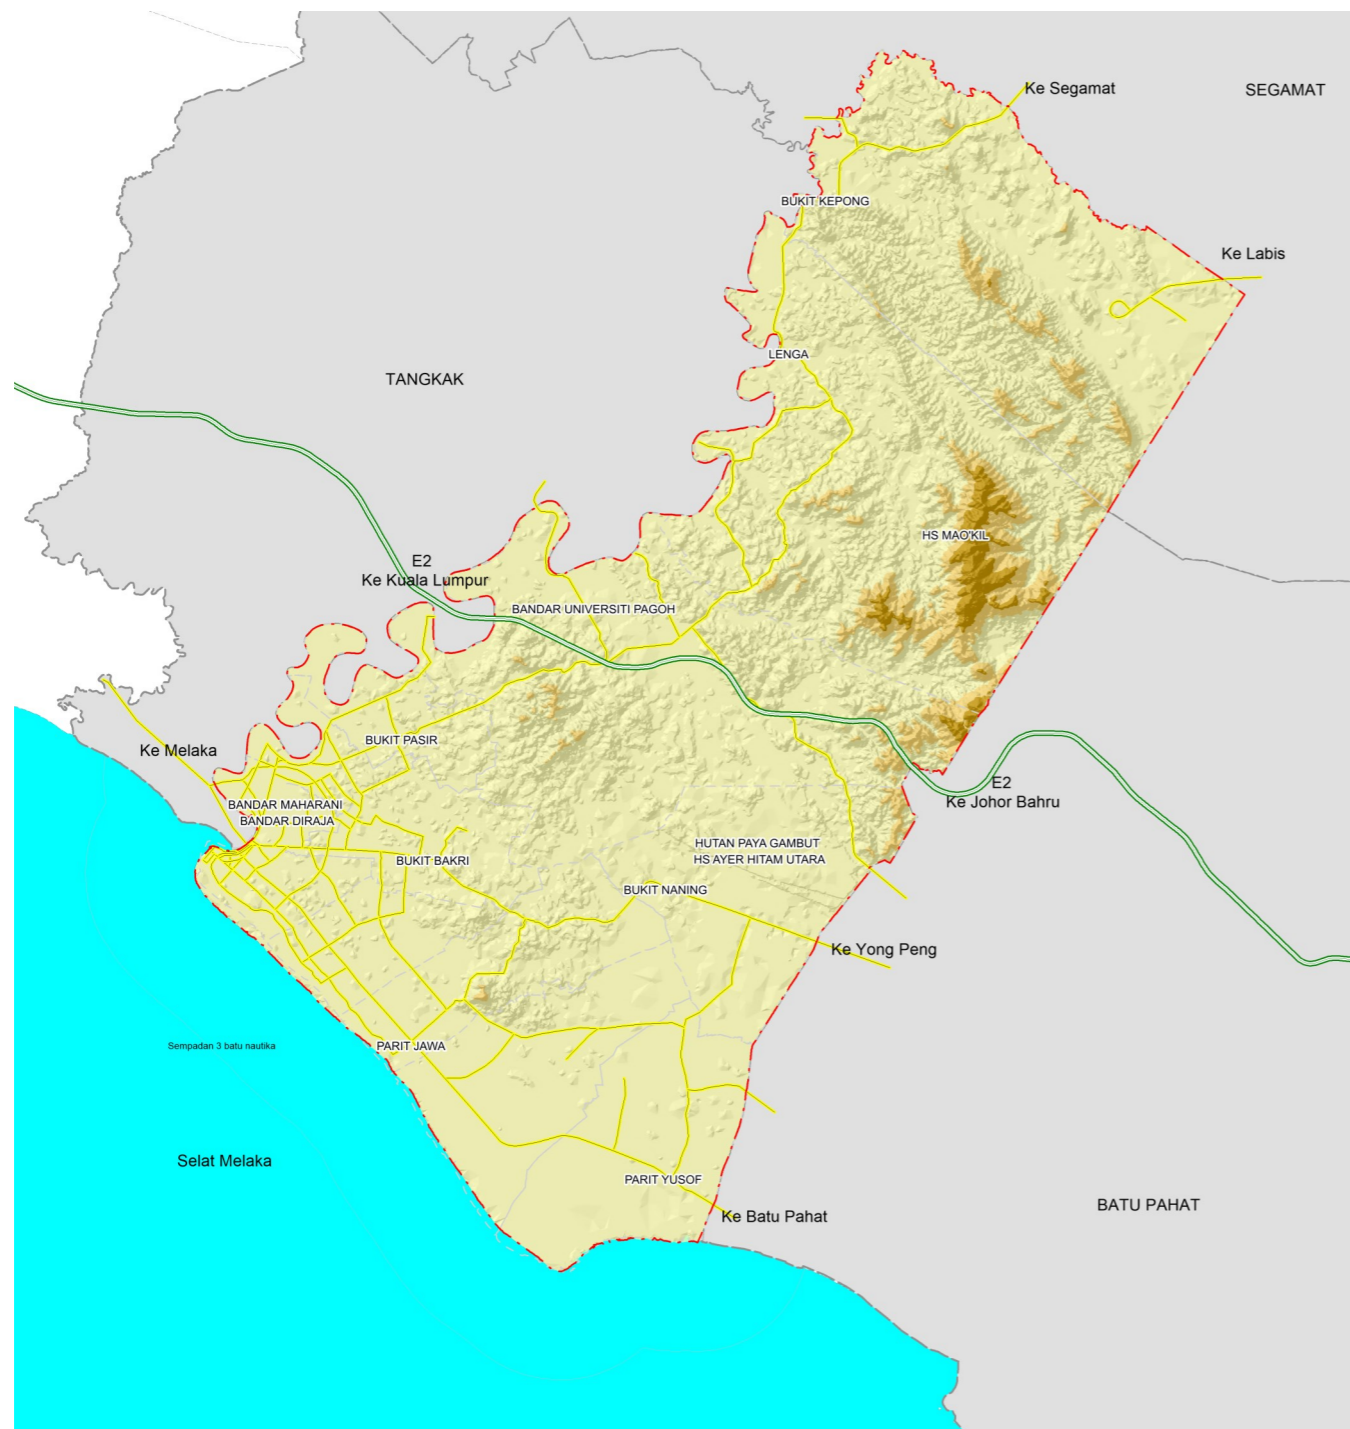 Ke Segamat
SEGAMAT
BUKIT KEPONG
Ke Labis
LENGA
TANGKAK
HS MAO'KIL
E2
Ke Kuala Lumpur
BANDAR UNIVERSITI PAGOH
BUKIT PASIR
Ke Melaka
E2
Ke Johor Bahru
BANDAR MAHARANI
BANDAR DIRAJA
HUTAN PAYA GAMBUT
HS AYER HITAM UTARA
BUKIT BAKRI
BUKIT NANING
Ke Yong Peng
Sempadan 3 batu nautika
PARIT JAWA
Selat Melaka
PARIT YUSOF
Ke Batu Pahat
BATU PAHAT